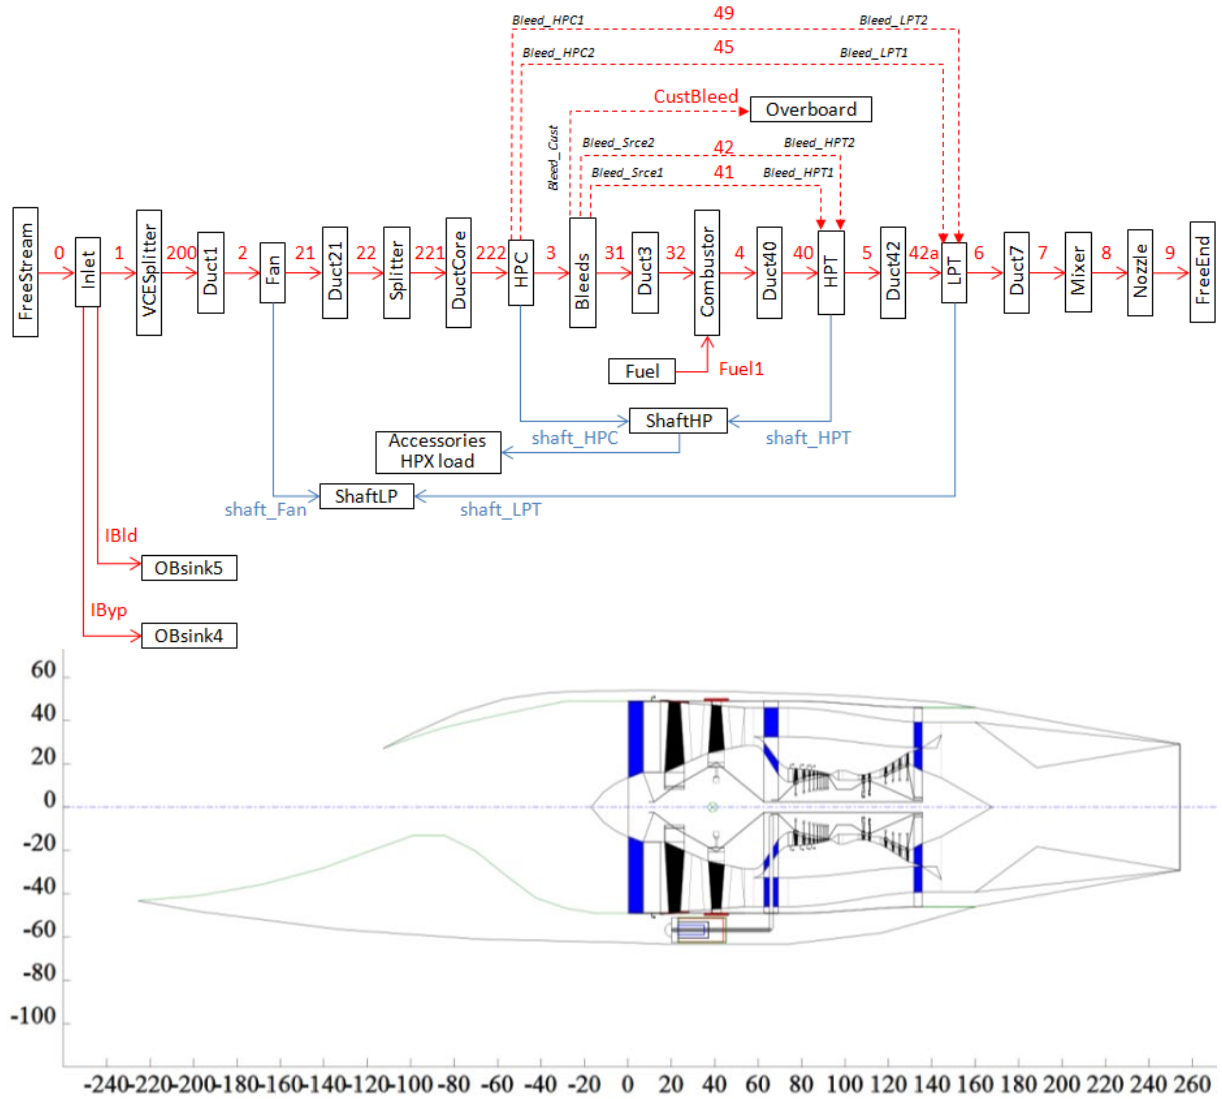 Bleed_HPC1
49
Bleed_LPT2
Bleed_HPC2
45
Bleed_LPT1
CustBleed
Overboard
Bleed_Cust
Bleed_Srce2
42
Bleed_HPT2
Bleed_Srce1
41
Bleed_HPT1
FreeStream
0
Inlet
1
VCESplitter
200
Duct1
2
Fan
21
Duct21
22
Splitter
221
DuctCore
222
HPC
3
Bleeds
31
Duct3
32
Combustor
4
Duct40
40
HPT
5
Duct42
42a
LPT
6
Duct7
7
Mixer
8
Nozzle
9
FreeEnd
Fuel
Fuel1
ShaftHP
shaft_HPC
shaft_HPT
Accessories
HPX load
ShaftLP
shaft_Fan
shaft_LPT
IBld
OBsink5
IByp
OBsink4
60
40
20
0
-20
-40
-60
-80
-100
-240 -220 -200 -180 -160 -140 -120 -100 -80 -60 -40 -20 0 20 40 60 80 100 120 140 160 180 200 220 240 260